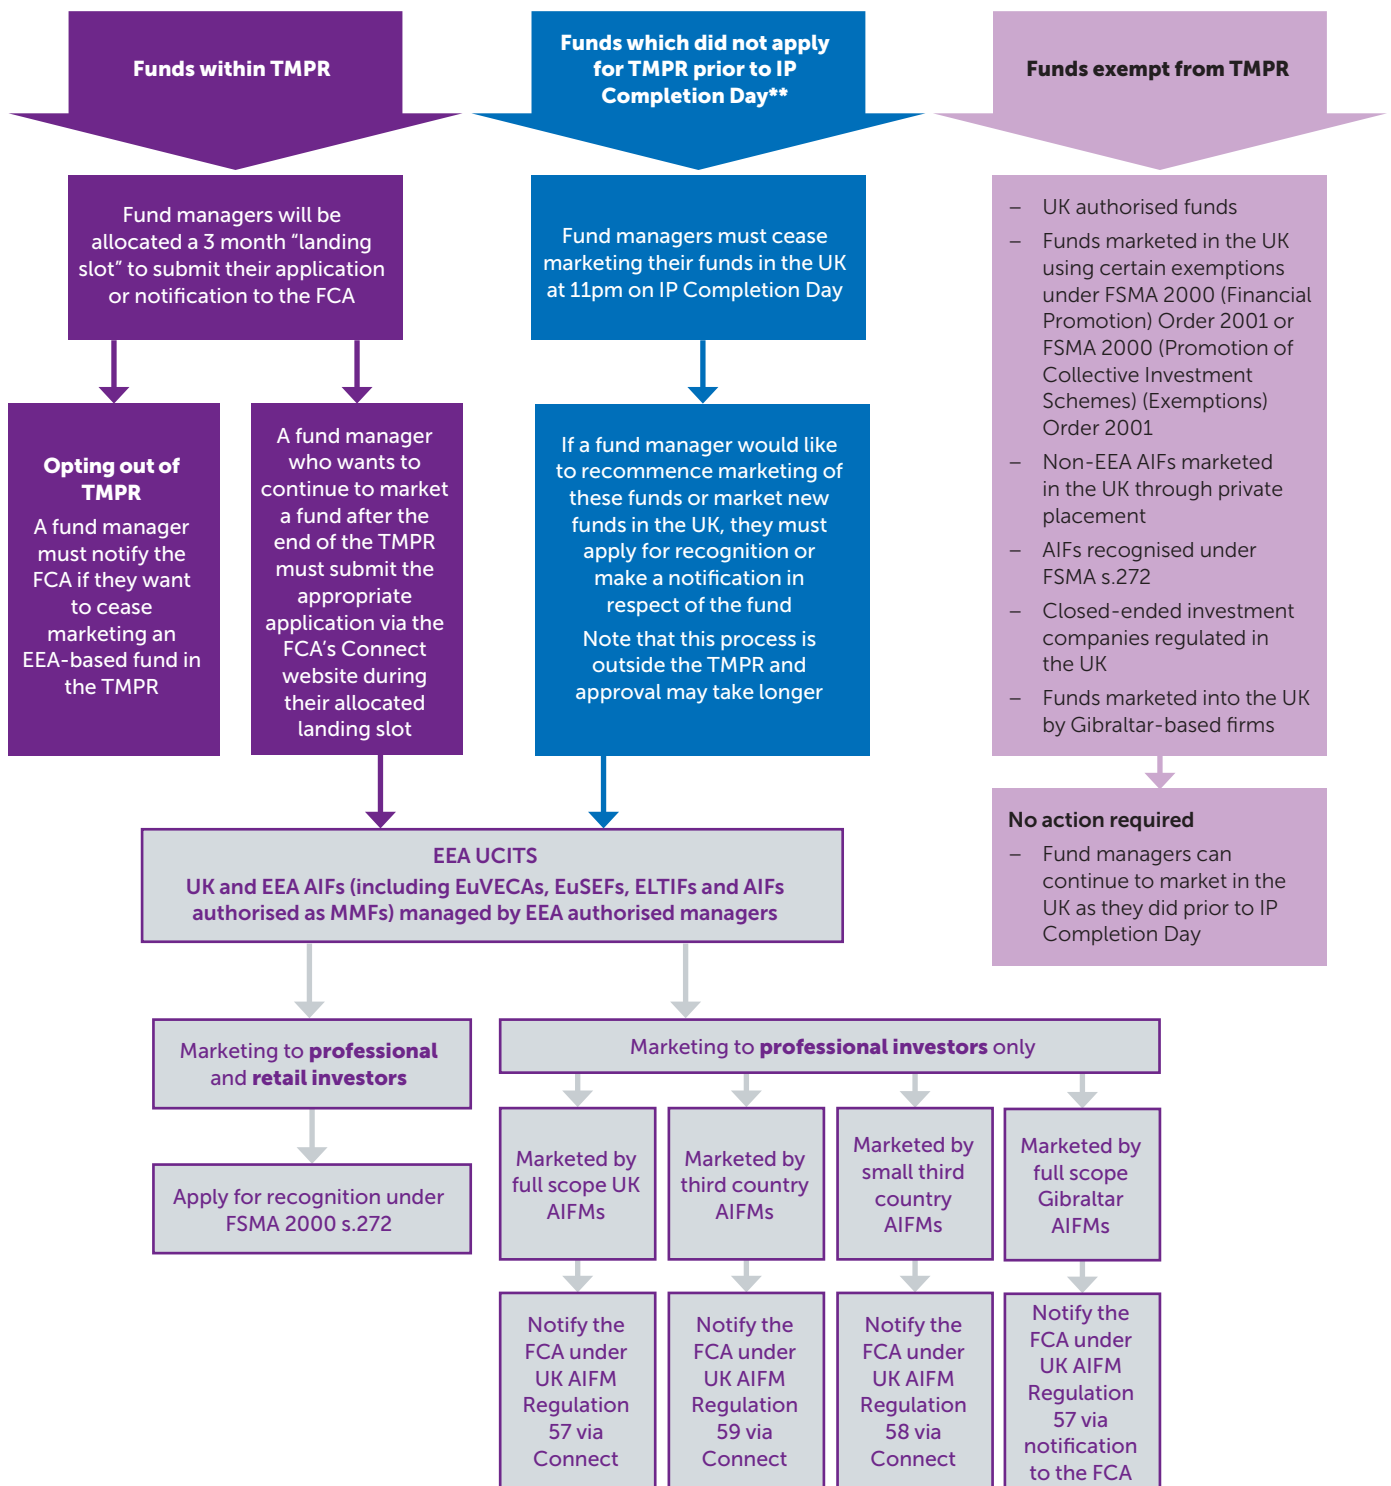 Funds within TMPR
Funds which did not apply
for TMPR prior to IP
Completion Day**
Funds exempt from TMPR
Fund managers will be
allocated a 3 month “landing
slot” to submit their application
or notification to the FCA
Fund managers must cease
marketing their funds in the UK
at 11pm on IP Completion Day
– UK authorised funds
– Funds marketed in the UK
using certain exemptions
under FSMA 2000 (Financial
Promotion) Order 2001 or
FSMA 2000 (Promotion of
Collective Investment
Schemes) (Exemptions)
Order 2001
– Non-EEA AIFs marketed
in the UK through private
placement
– AIFs recognised under
FSMA s.272
– Closed-ended investment
companies regulated in
the UK
– Funds marketed into the UK
by Gibraltar-based firms
Opting out of
TMPR
A fund manager
must notify the
FCA if they want
to cease
marketing an
EEA-based fund in
the TMPR
A fund manager
who wants to
continue to market
a fund after the
end of the TMPR
must submit the
appropriate
application via the
FCA’s Connect
website during
their allocated
landing slot
If a fund manager would like
to recommence marketing of
these funds or market new
funds in the UK, they must
apply for recognition or
make a notification in
respect of the fund
Note that this process is
outside the TMPR and
approval may take longer
No action required
– Fund managers can
continue to market in the
UK as they did prior to IP
Completion Day
EEA UCITS
UK and EEA AIFs (including EuVECAs, EuSEFs, ELTIFs and AIFs
authorised as MMFs) managed by EEA authorised managers
Marketing to professional
and retail investors
Apply for recognition under
FSMA 2000 s.272
Marketing to professional investors only
Marketed by
full scope UK
AIFMs
Marketed by
third country
AIFMs
Marketed by
small third
country
AIFMs
Marketed by
full scope
Gibraltar
AIFMs
Notify the
FCA under
UK AIFM
Regulation
57 via
Connect
Notify the
FCA under
UK AIFM
Regulation
59 via
Connect
Notify the
FCA under
UK AIFM
Regulation
58 via
Connect
Notify the
FCA under
UK AIFM
Regulation
57 via
notification
to the FCA